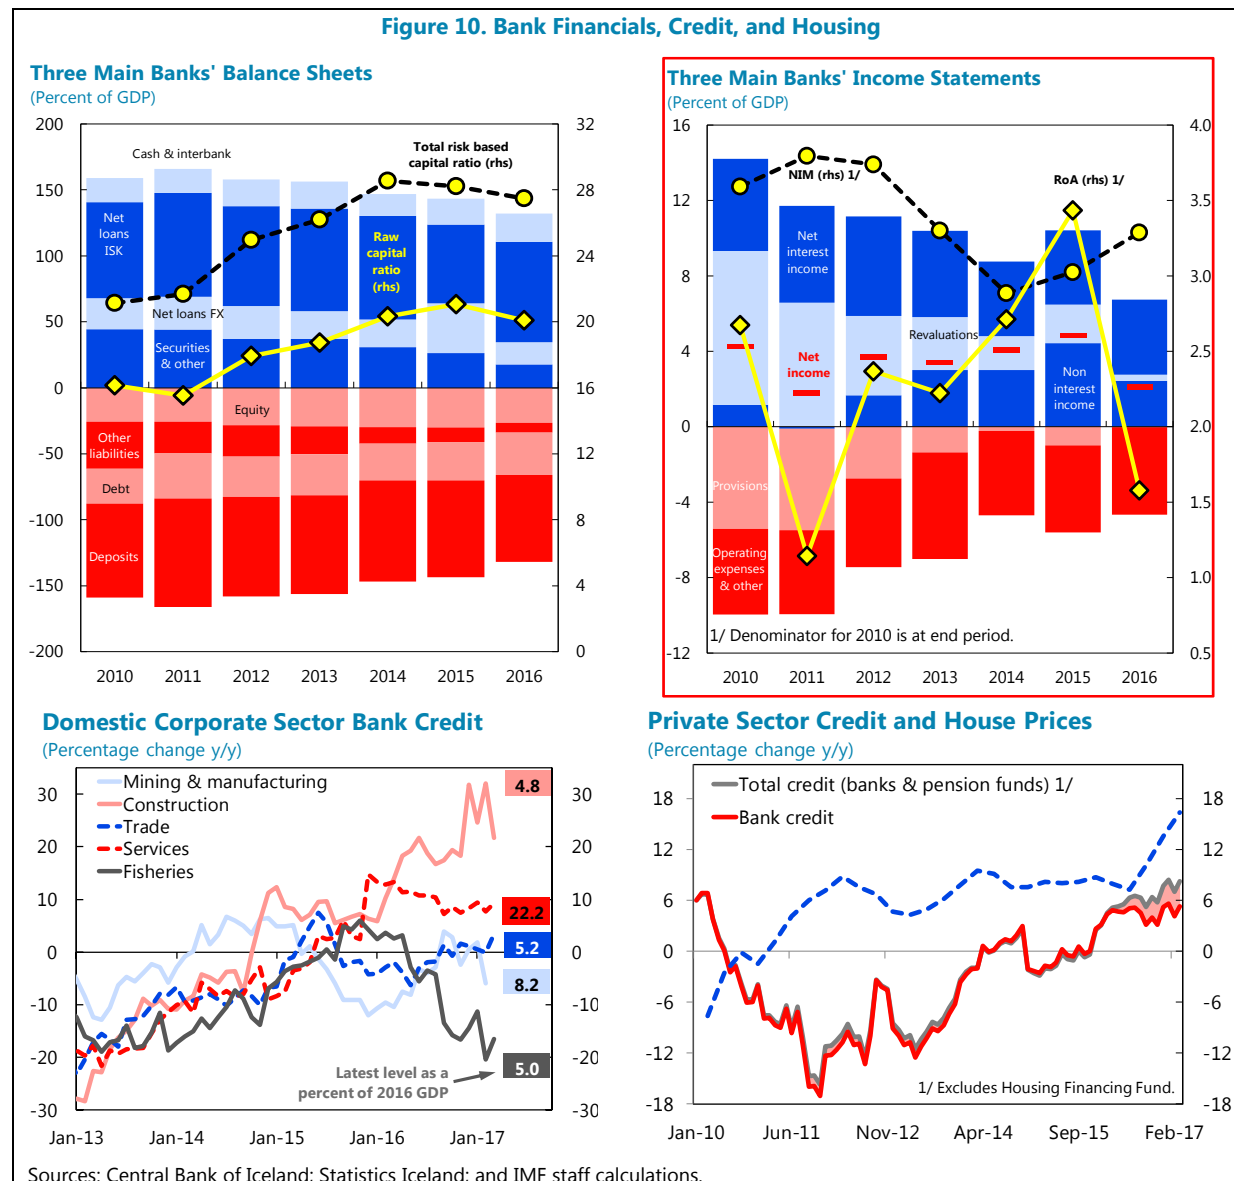 Figure 10. Bank Financials, Credit, and Housing
Three Main Banks' Balance Sheets
(Percent of GDP)
200
150
100
50
0
-50
-100
-150
-200
32
28
24
20
16
12
8
4
0
Cash & interbank
Total risk based
capital ratio (rhs)
Net
loans
ISK
Raw
capital
ratio
(rhs)
Net loans FX
Securities
& other
Equity
Other
liabilities
Debt
Deposits
2010
2011
2012
2013
2014
2015
2016
Three Main Banks' Income Statements
(Percent of GDP)
16
12
8
4
0
-4
-8
-12
4.0
3.5
3.0
2.5
2.0
1.5
1.0
0.5
NIM (rhs) 1/
RoA (rhs) 1/
Net
interest
income
Revaluations
Net
income
Non
interest
income
Provisions
Operating
expenses
& other
1/ Denominator for 2010 is at end period.
2010
2011
2012
2013
2014
2015
2016
Domestic Corporate Sector Bank Credit
(Percentage change y/y)
30
20
10
0
-10
-20
-30
30
20
10
0
-10
-20
-30
Mining & manufacturing
Construction
Trade
Services
Fisheries
4.8
22.2
5.2
8.2
5.0
Latest level as a
percent of 2016 GDP
Jan-13
Jan-14
Jan-15
Jan-16
Jan-17
Private Sector Credit and House Prices
(Percentage change y/y)
18
12
6
0
-6
-12
-18
18
12
6
0
-6
-12
-18
Total credit (banks & pension funds) 1/
Bank credit
1/ Excludes Housing Financing Fund.
Jan-10
Jun-11
Nov-12
Apr-14
Sep-15
Feb-17
Sources: Central Bank of Iceland; Statistics Iceland; and IMF staff calculations.